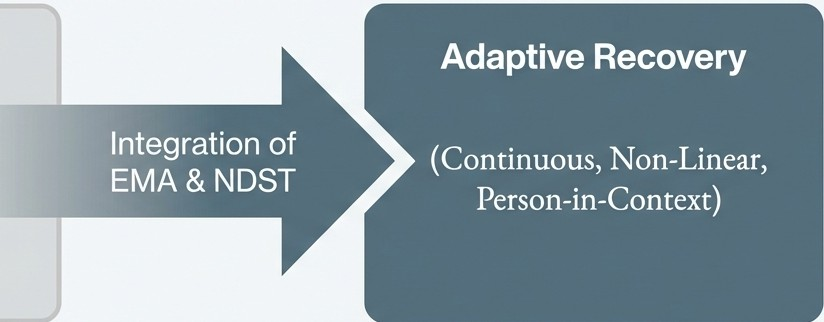 Integration of
EMA & NDST
Adaptive Recovery
(Continuous, Non-Linear,
Person-in-Context)